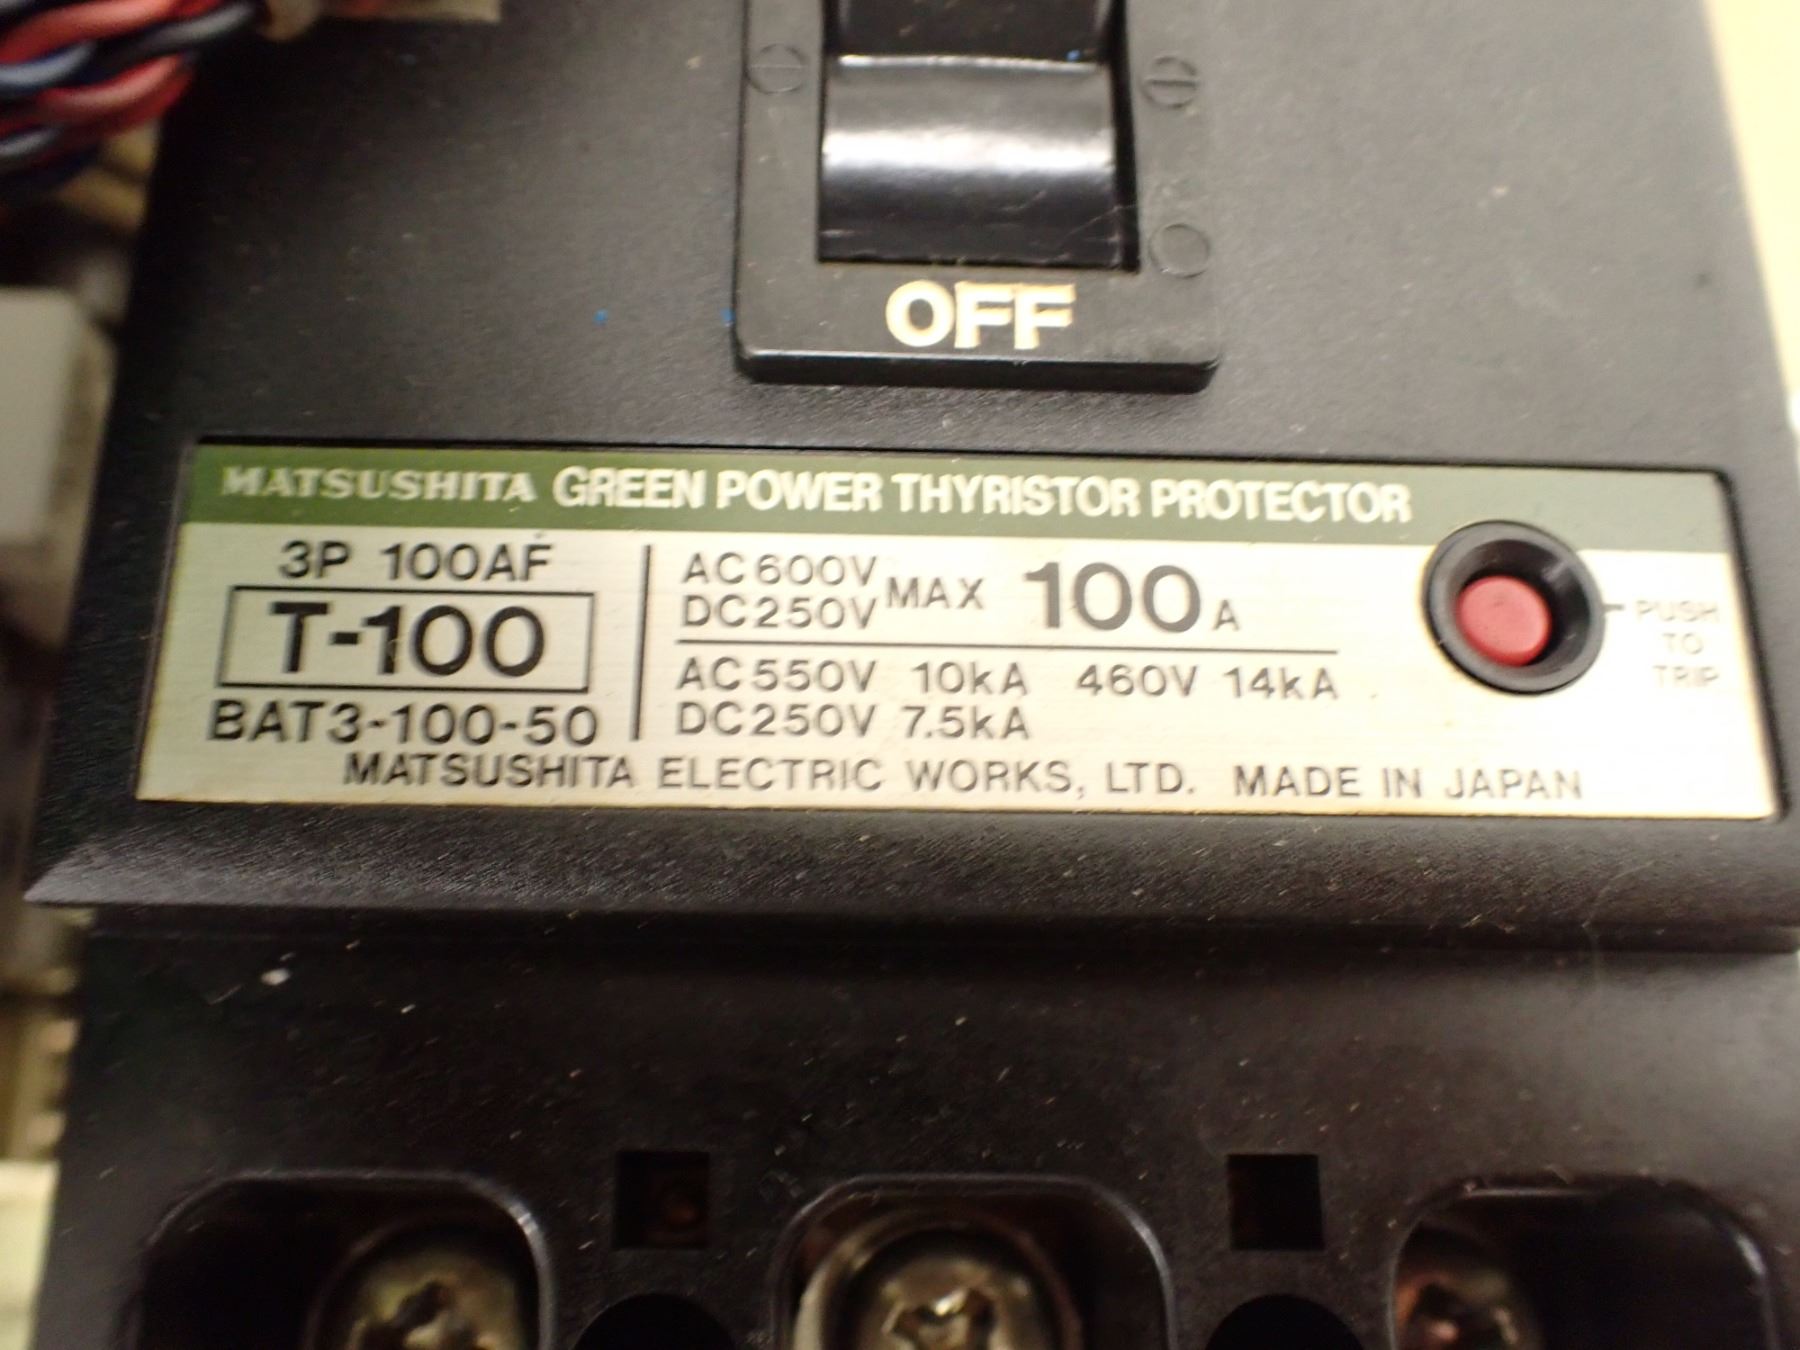 OFF
MATSUSHITA GREEN POWER THYRISTOR PROTECTOR
3P 100AF
T-100
BAT3-100-50
AC600V
DC250V MAX 100A
AC550V 10kA 460V 14kA
DC250V 7.5kA
PUSH
TO
TRIP
MATSUSHITA ELECTRIC WORKS, LTD. MADE IN JAPAN